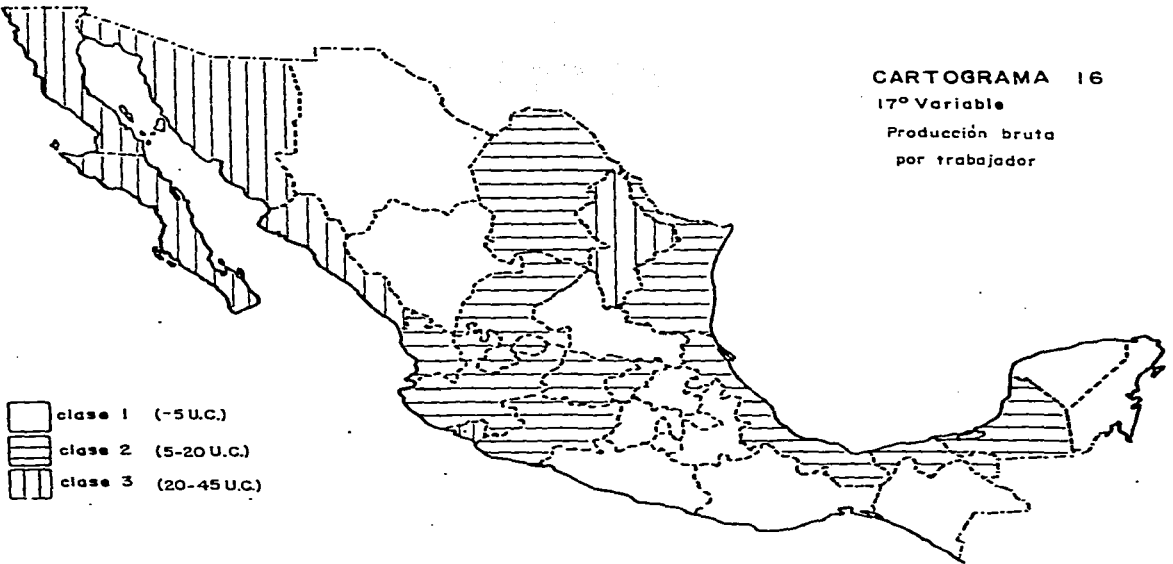 CARTOGRAMA 16
17º Variable
Producción bruta
por trabajador
clase 1 (-5 U.C.)
clase 2 (5-20 U.C.)
clase 3 (20-45 U.C.)